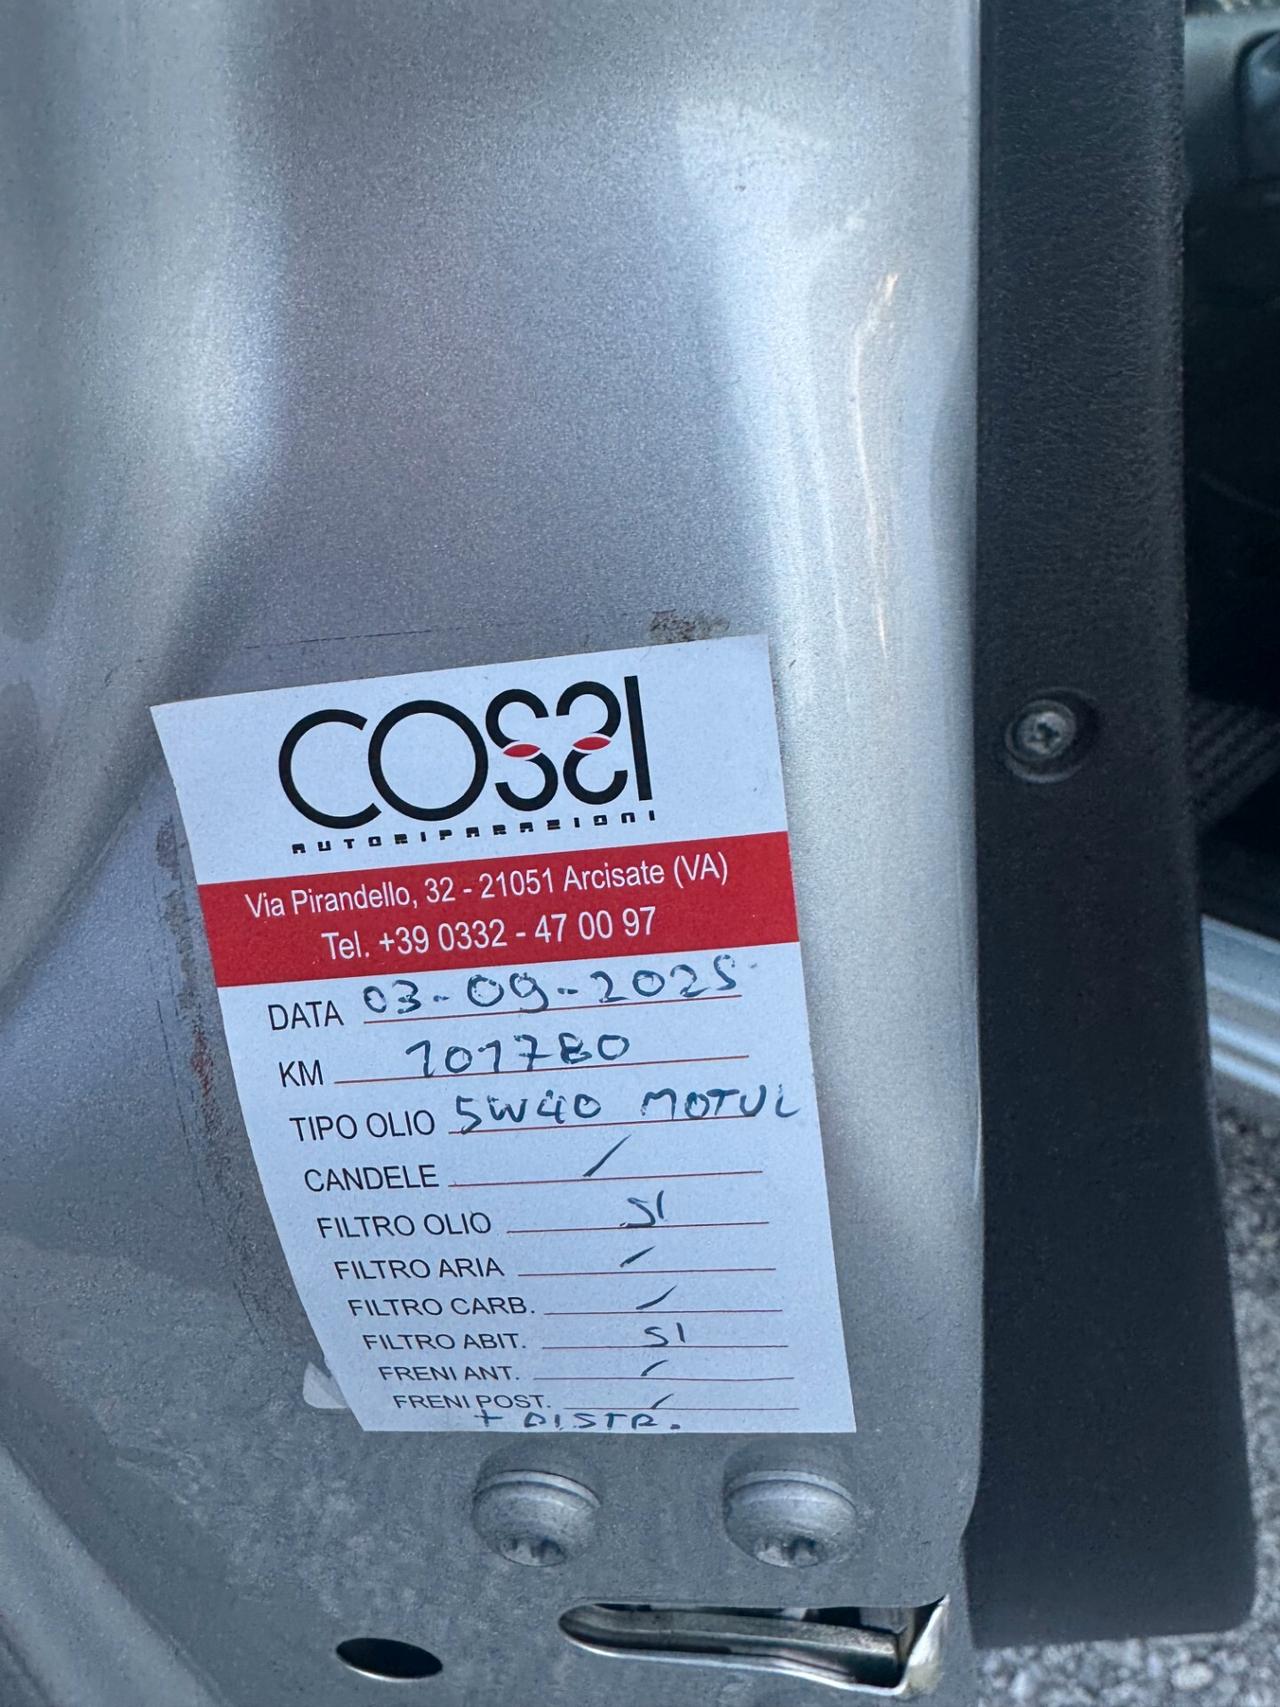 COSSI
AUTORIPARAZIONI
Via Pirandello, 32 - 21051 Arcisate (VA)
Tel. +39 0332 - 47 00 97
DATA 03-09-2025
KM 101780
TIPO OLIO 5W40 MOTUL
CANDELE /
FILTRO OLIO SI
FILTRO ARIA /
FILTRO CARB. /
FILTRO ABIT. SI
FRENI ANT. /
FRENI POST. /
+ DISTR.